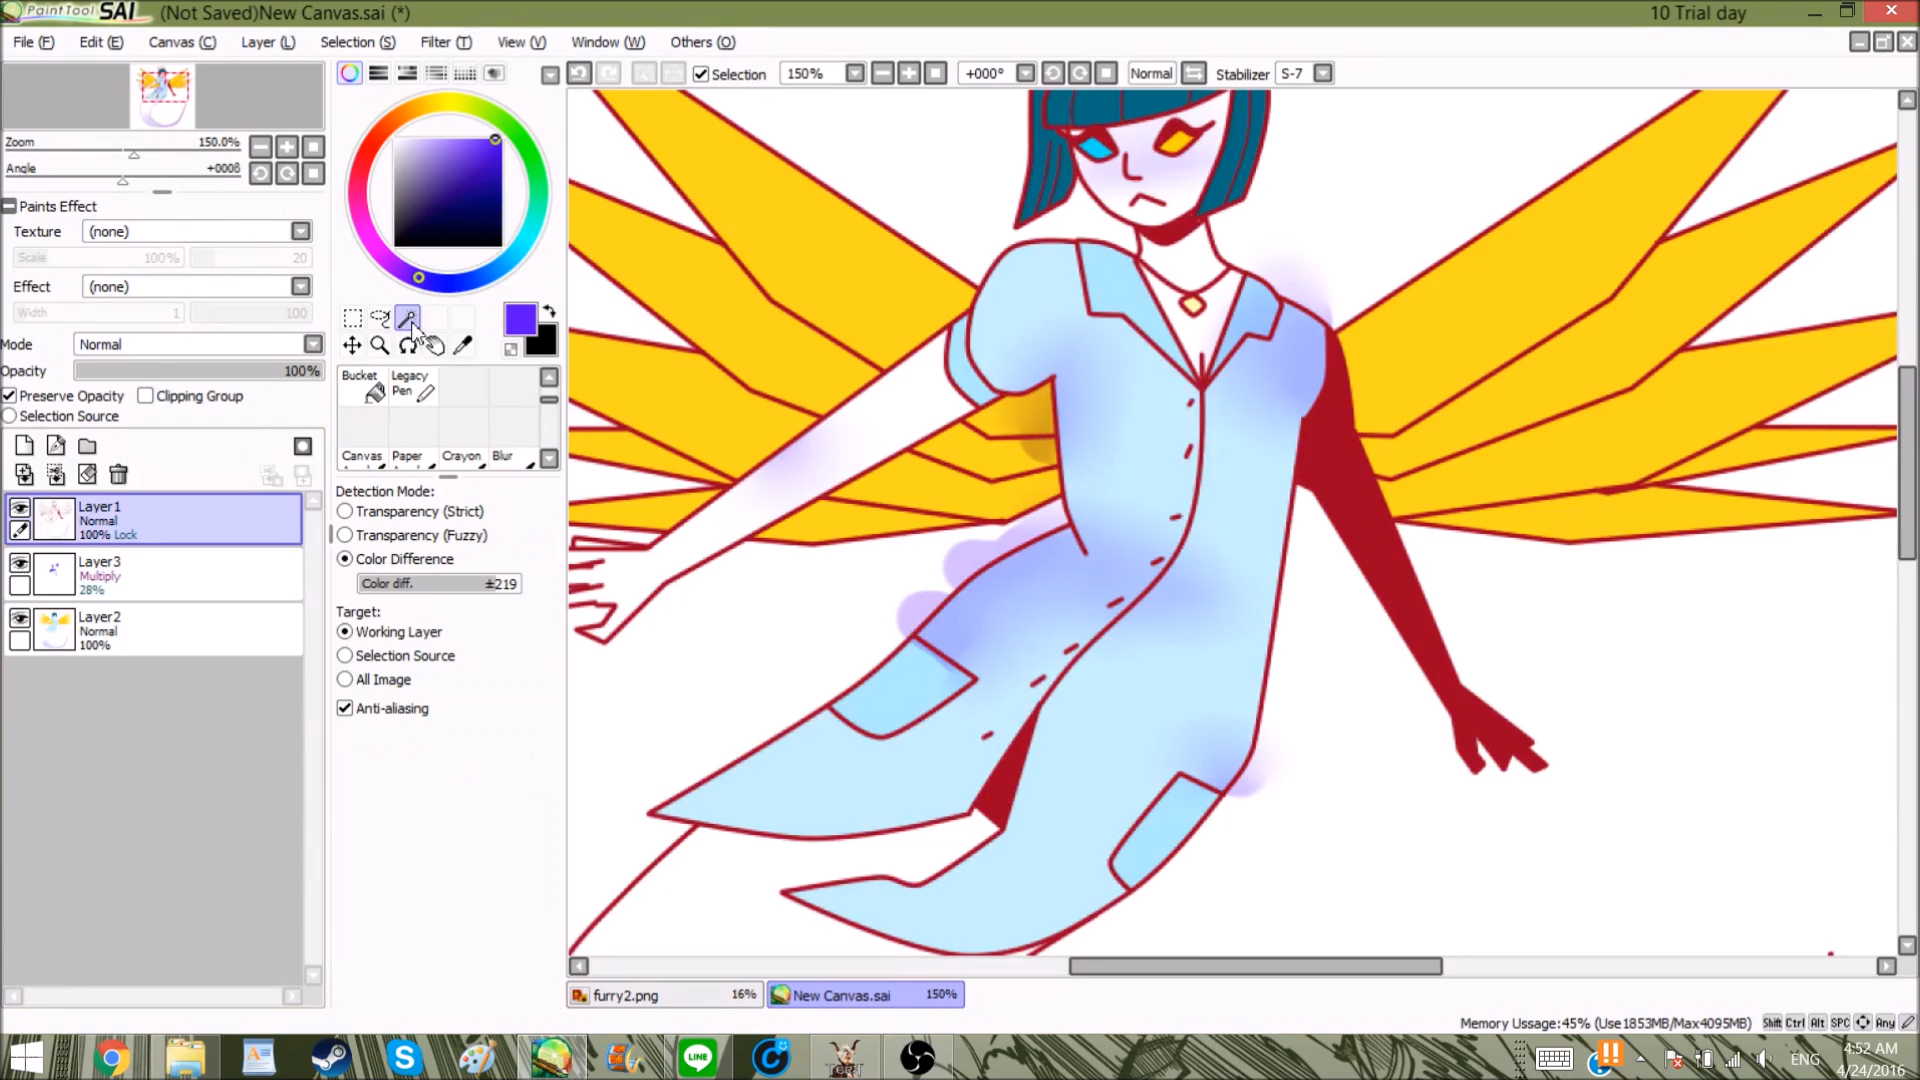 PaintTool SAI (Not Saved)New Canvas.sai (*) 10 Trial day
File (F) Edit (E) Canvas (C) Layer (L) Selection (S) Filter (T) View (V) Window (W) Others (O)
Selection 150% +000° Normal Stabilizer S-7
Zoom 150.0%
Angle +000§
Paints Effect
Texture (none)
Scale 100% 20
Effect (none)
Width 1 100
Mode Normal
Opacity 100%
Preserve Opacity Clipping Group
Selection Source
Layer1
Normal
100% Lock
Layer3
Multiply
28%
Layer2
Normal
100%
Bucket Legacy
Pen
Canvas Paper Crayon Blur
Detection Mode:
Transparency (Strict)
Transparency (Fuzzy)
Color Difference
Color diff. ±219
Target:
Working Layer
Selection Source
All Image
Anti-aliasing
furry2.png 16% New Canvas.sai 150%
Memory Ussage:45% (Use1853MB/Max4095MB) Shift Ctrl Alt SPC Any
LINE
ENG
4:52 AM
4/24/2016